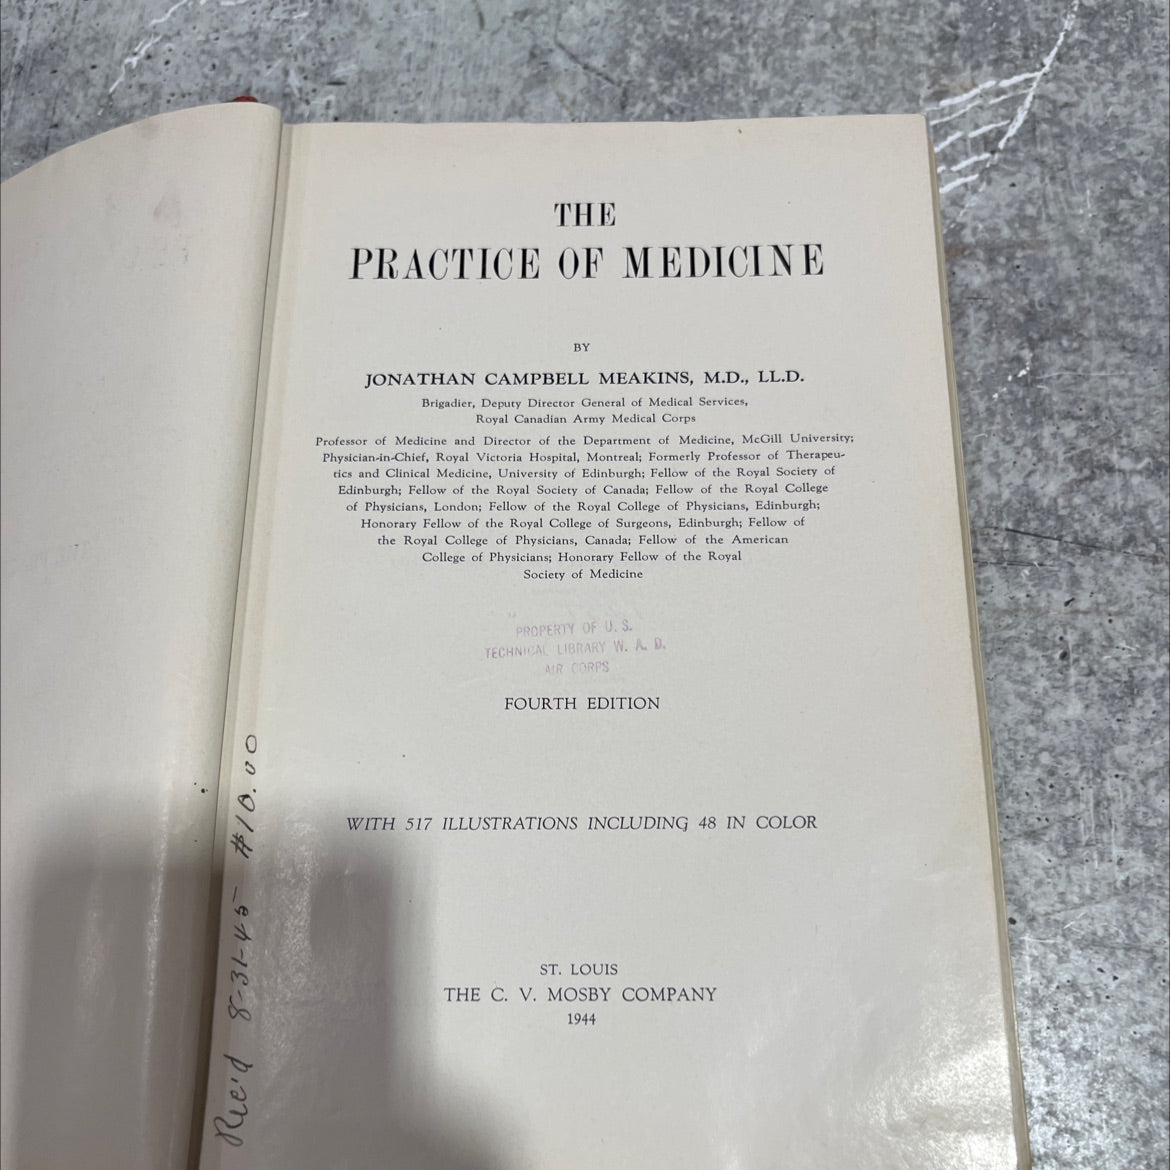 THE
PRACTICE OF MEDICINE
BY
JONATHAN CAMPBELL MEAKINS, M.D., LL.D.
Brigadier, Deputy Director General of Medical Services,
Royal Canadian Army Medical Corps
Professor of Medicine and Director of the Department of Medicine, McGill University;
Physician-in-Chief, Royal Victoria Hospital, Montreal; Formerly Professor of Therapeu-
tics and Clinical Medicine, University of Edinburgh; Fellow of the Royal Society of
Edinburgh; Fellow of the Royal Society of Canada; Fellow of the Royal College
of Physicians, London; Fellow of the Royal College of Physicians, Edinburgh;
Honorary Fellow of the Royal College of Surgeons, Edinburgh; Fellow of
the Royal College of Physicians, Canada; Fellow of the American
College of Physicians; Honorary Fellow of the Royal
Society of Medicine
PROPERTY OF U. S.
TECHNICAL LIBRARY W. A. D.
AIR CORPS
FOURTH EDITION
WITH 517 ILLUSTRATIONS INCLUDING 48 IN COLOR
ST. LOUIS
THE C. V. MOSBY COMPANY
1944
Rec'd 8-31-45 #10.00